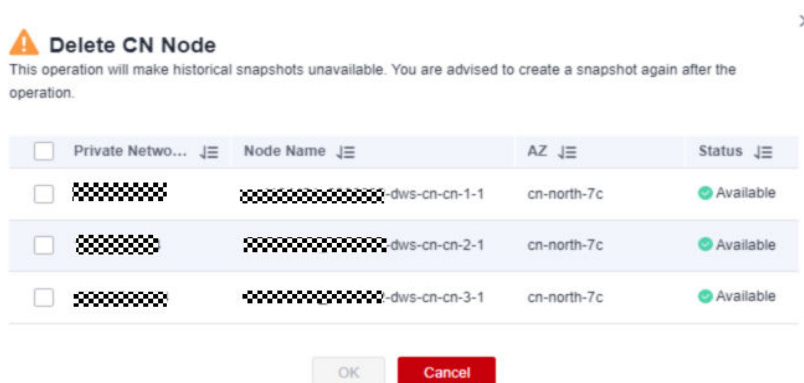 Delete CN Node
This operation will make historical snapshots unavailable. You are advised to create a snapshot again after the
operation.
Private Netwo... Node Name AZ Status
-dws-cn-cn-1-1 cn-north-7c Available
-dws-cn-cn-2-1 cn-north-7c Available
-dws-cn-cn-3-1 cn-north-7c Available
OK Cancel